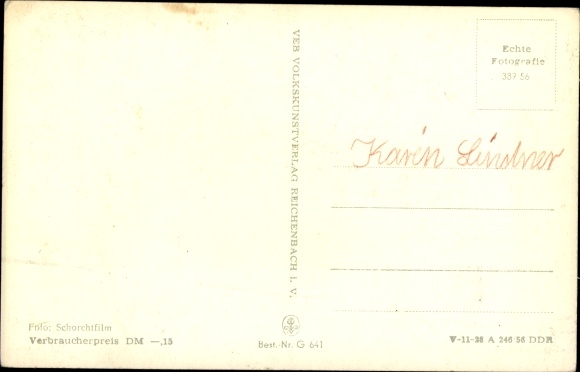 Echte
Fotografie
389 56
VEB VOLKSKUNSTVERLAG REICHENBACH i. V.
Karin Lindner
Foto: Schorchtfilm
Verbraucherpreis DM —,15
Best.-Nr. G 641
V-11-28 A 246 56 DDR